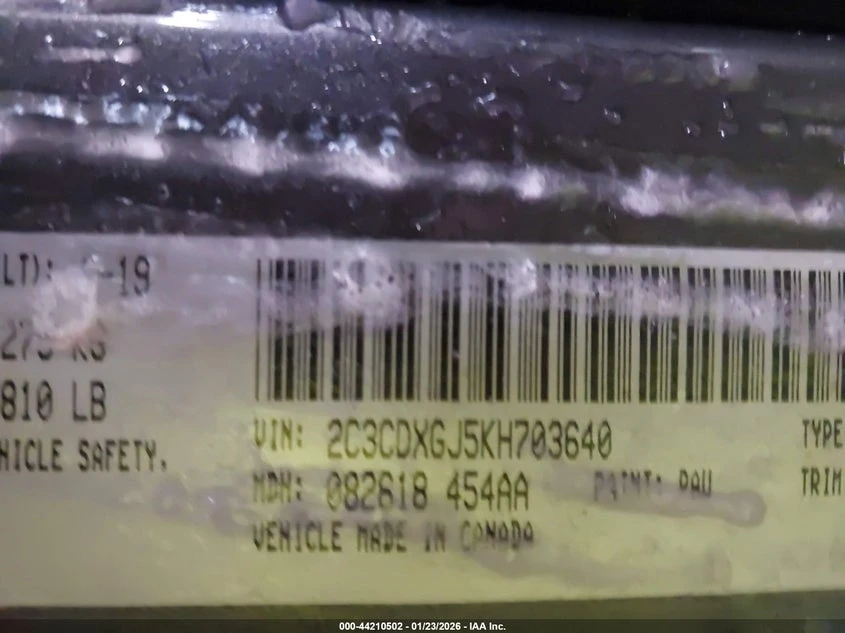 LT): -19
810 LB
HICLE SAFETY.
VIN: 2C3CDXGJ5KH703640
MDH: 082618 454AA
PAINT: PAU
VEHICLE MADE IN CANADA
TYPE
TRIM
000-44210502 - 01/23/2026 - IAA Inc.